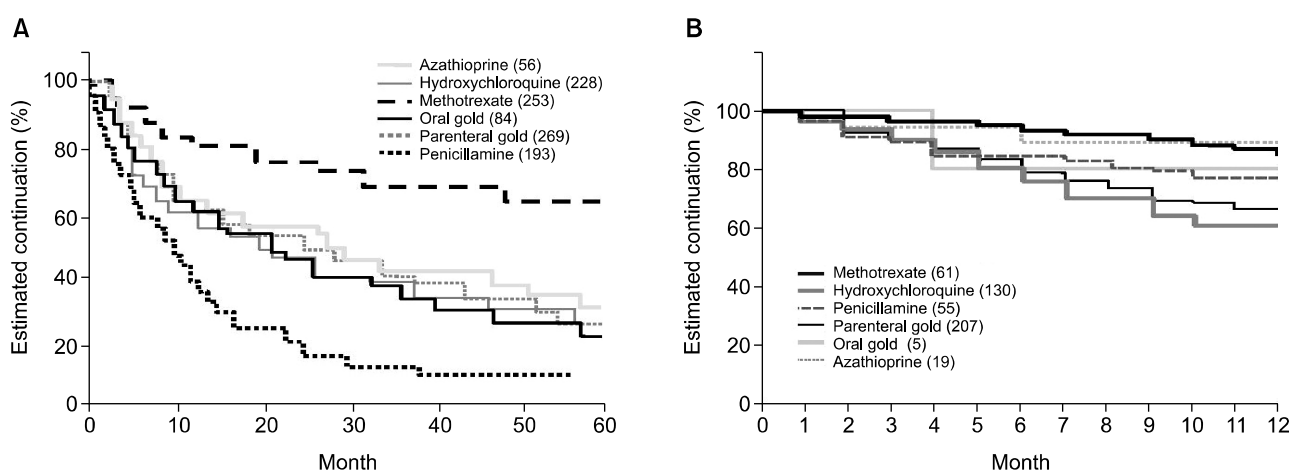 A
Estimated continuation (%)
100
80
60
40
20
0
Azathioprine (56)
Hydroxychloroquine (228)
Methotrexate (253)
Oral gold (84)
Parenteral gold (269)
Penicillamine (193)
0 10 20 30 40 50 60
Month
B
Estimated continuation (%)
100
80
60
40
20
0
Methotrexate (61)
Hydroxychloroquine (130)
Penicillamine (55)
Parenteral gold (207)
Oral gold (5)
Azathioprine (19)
0 1 2 3 4 5 6 7 8 9 10 11 12
Month